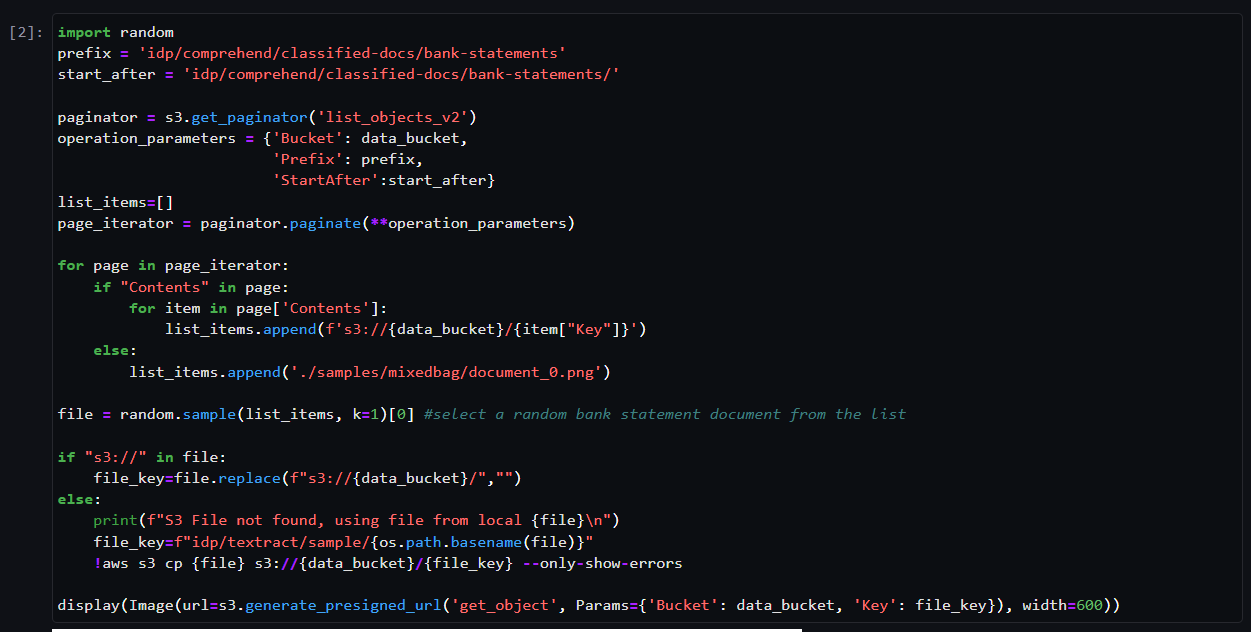 [2]: import random
prefix = 'idp/comprehend/classified-docs/bank-statements'
start_after = 'idp/comprehend/classified-docs/bank-statements/'

paginator = s3.get_paginator('list_objects_v2')
operation_parameters = {'Bucket': data_bucket,
                        'Prefix': prefix,
                        'StartAfter':start_after}
list_items=[]
page_iterator = paginator.paginate(**operation_parameters)

for page in page_iterator:
    if "Contents" in page:
        for item in page['Contents']:
            list_items.append(f's3://{data_bucket}/{item["Key"]}')
    else:
        list_items.append('./samples/mixedbag/document_0.png')

file = random.sample(list_items, k=1)[0] #select a random bank statement document from the list

if "s3://" in file:
    file_key=file.replace(f"s3://{data_bucket}/","")
else:
    print(f"S3 File not found, using file from local {file}\n")
    file_key=f"idp/textract/sample/{os.path.basename(file)}"
    !aws s3 cp {file} s3://{data_bucket}/{file_key} --only-show-errors

display(Image(url=s3.generate_presigned_url('get_object', Params={'Bucket': data_bucket, 'Key': file_key}), width=600))